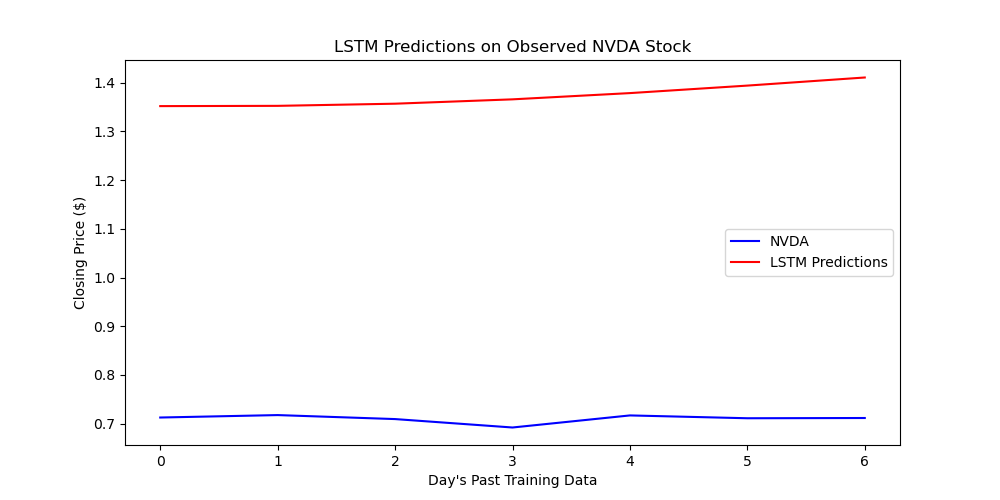 LSTM Predictions on Observed NVDA Stock
Closing Price ($)
1.4
1.3
1.2
1.1
1.0
0.9
0.8
0.7
NVDA
LSTM Predictions
0 1 2 3 4 5 6
Day's Past Training Data